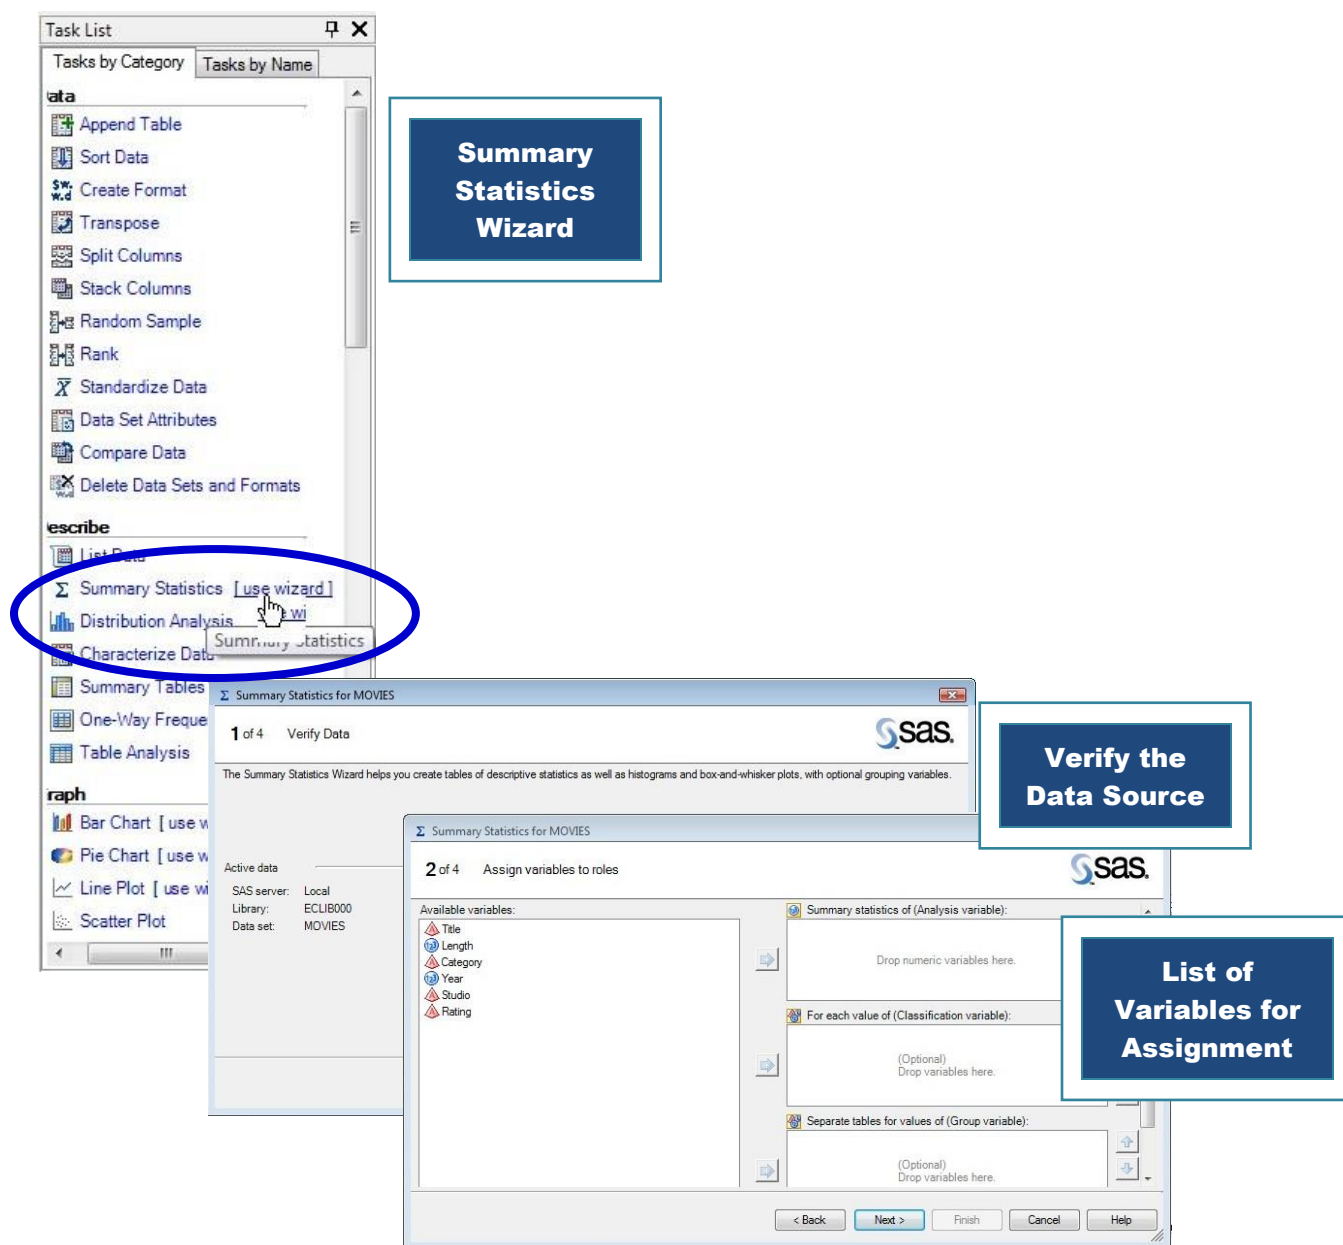 Task List
Tasks by Category Tasks by Name
ata
Append Table
Sort Data
Create Format
Transpose
Split Columns
Stack Columns
Random Sample
Rank
Standardize Data
Data Set Attributes
Compare Data
Delete Data Sets and Formats
escribe
List Data
Summary Statistics [ use wizard ]
Distribution Analysis e wi
Summary Statistics
Characterize Data
Summary Tables
One-Way Freque
Table Analysis
raph
Bar Chart [ use w
Pie Chart [ use w
Line Plot [ use wi
Scatter Plot
Summary
Statistics
Wizard
Σ Summary Statistics for MOVIES
1 of 4 Verify Data
sas.
The Summary Statistics Wizard helps you create tables of descriptive statistics as well as histograms and box-and-whisker plots, with optional grouping variables.
Active data
SAS server: Local
Library: ECLIB000
Data set: MOVIES
Verify the
Data Source
Σ Summary Statistics for MOVIES
2 of 4 Assign variables to roles
sas.
Available variables:
Title
Length
Category
Year
Studio
Rating
Summary statistics of (Analysis variable):
Drop numeric variables here.
For each value of (Classification variable):
(Optional)
Drop variables here.
Separate tables for values of (Group variable):
(Optional)
Drop variables here.
< Back Next > Finish Cancel Help
List of
Variables for
Assignment